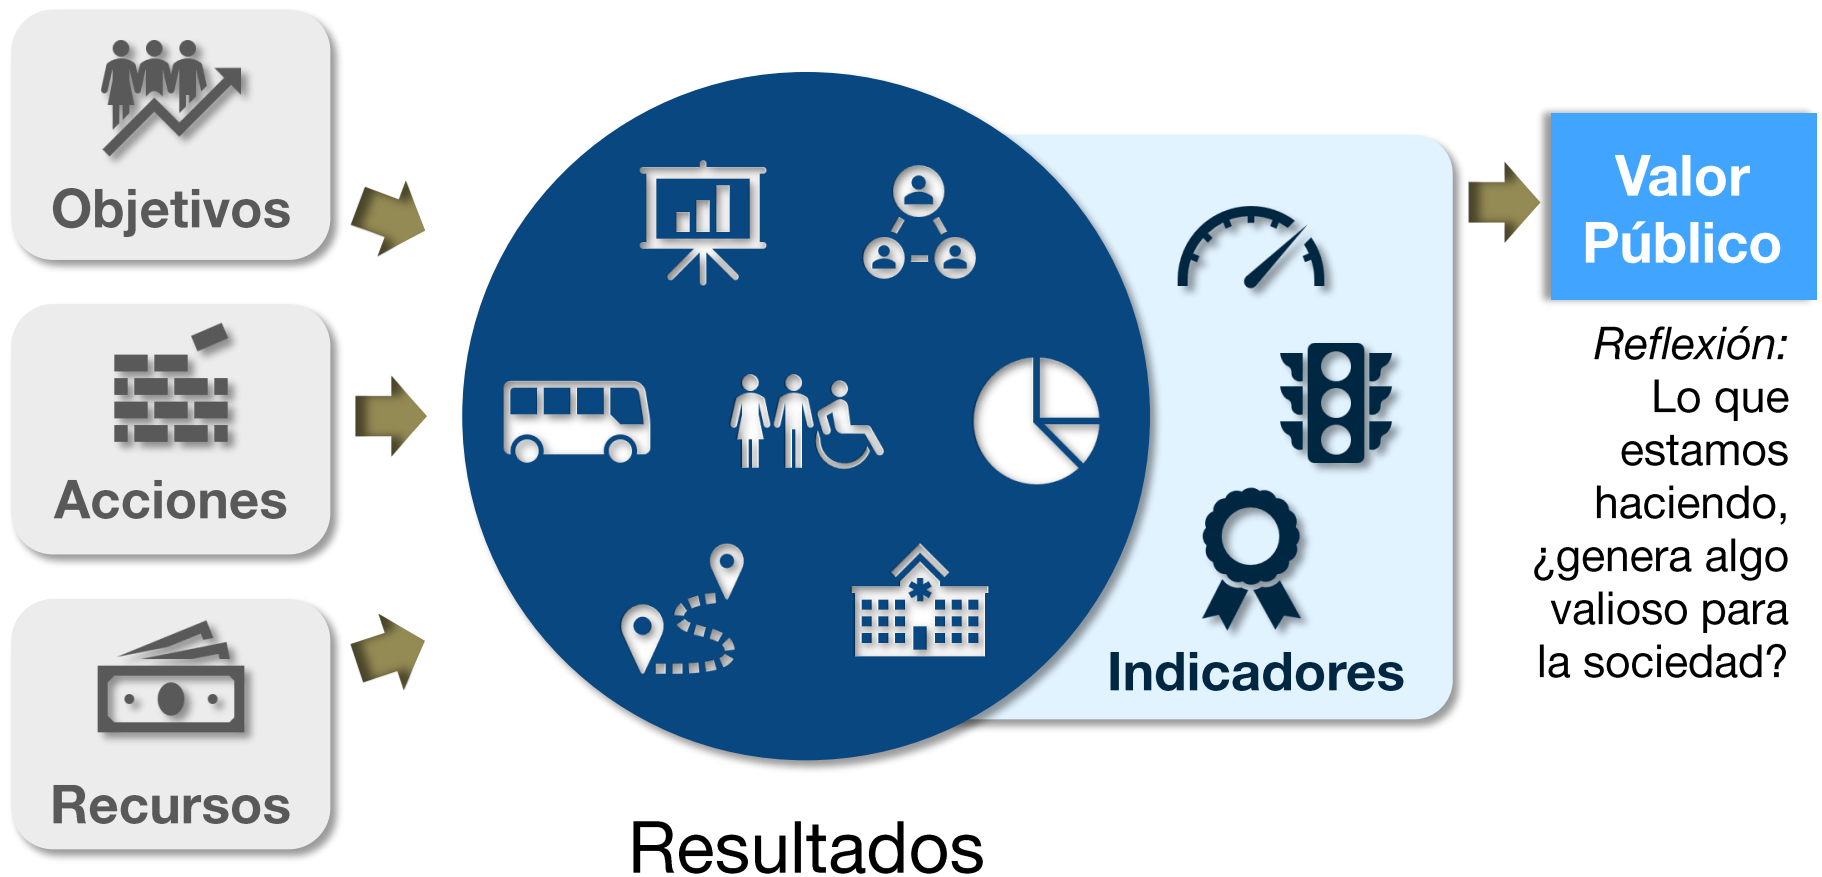 Objetivos
Acciones
Recursos
Resultados
Indicadores
Valor
Público
Reflexión:
Lo que
estamos
haciendo,
¿genera algo
valioso para
la sociedad?